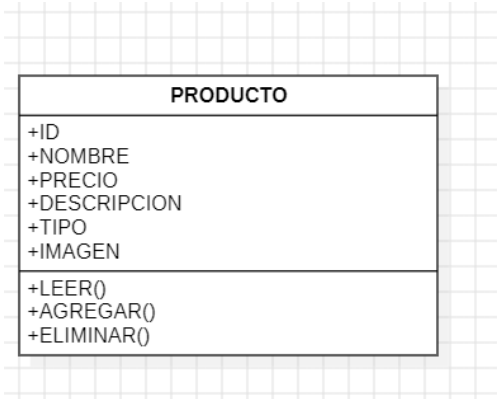 PRODUCTO
+ID
+NOMBRE
+PRECIO
+DESCRIPCION
+TIPO
+IMAGEN
+LEER()
+AGREGAR()
+ELIMINAR()